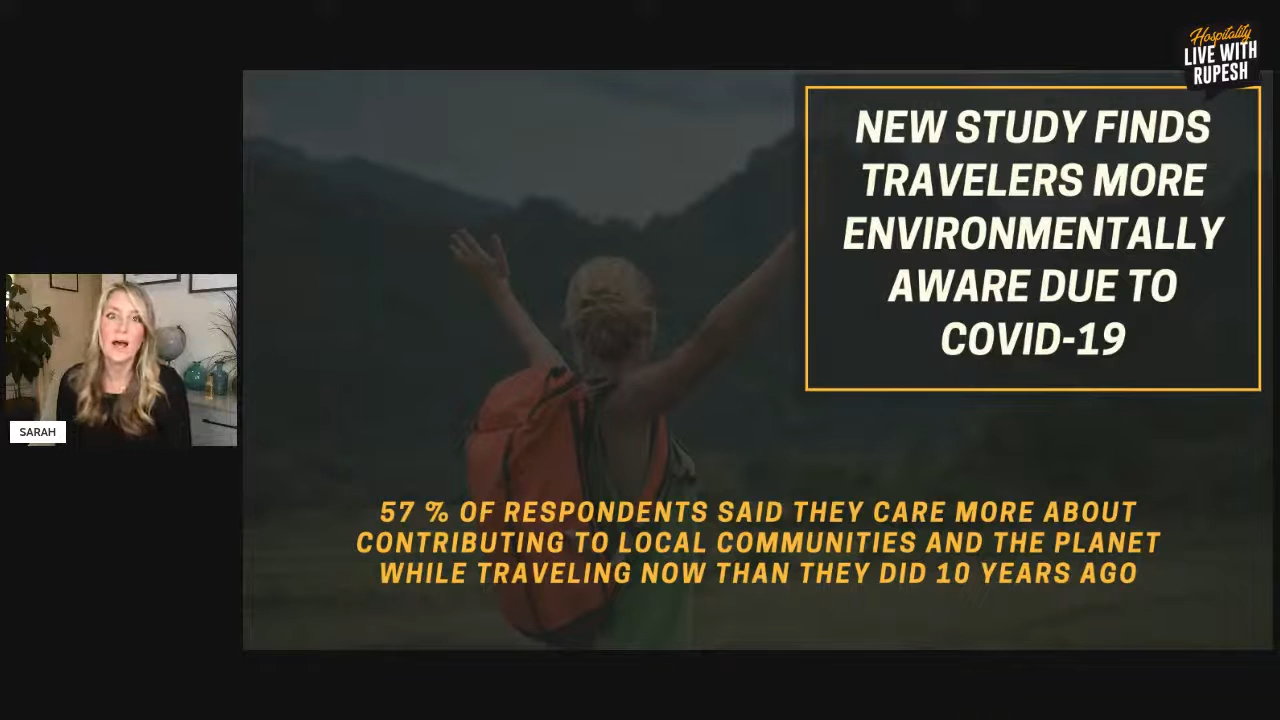 Hospitality
LIVE WITH
RUPESH
NEW STUDY FINDS
TRAVELERS MORE
ENVIRONMENTALLY
AWARE DUE TO
COVID-19
SARAH
57 % OF RESPONDENTS SAID THEY CARE MORE ABOUT
CONTRIBUTING TO LOCAL COMMUNITIES AND THE PLANET
WHILE TRAVELING NOW THAN THEY DID 10 YEARS AGO